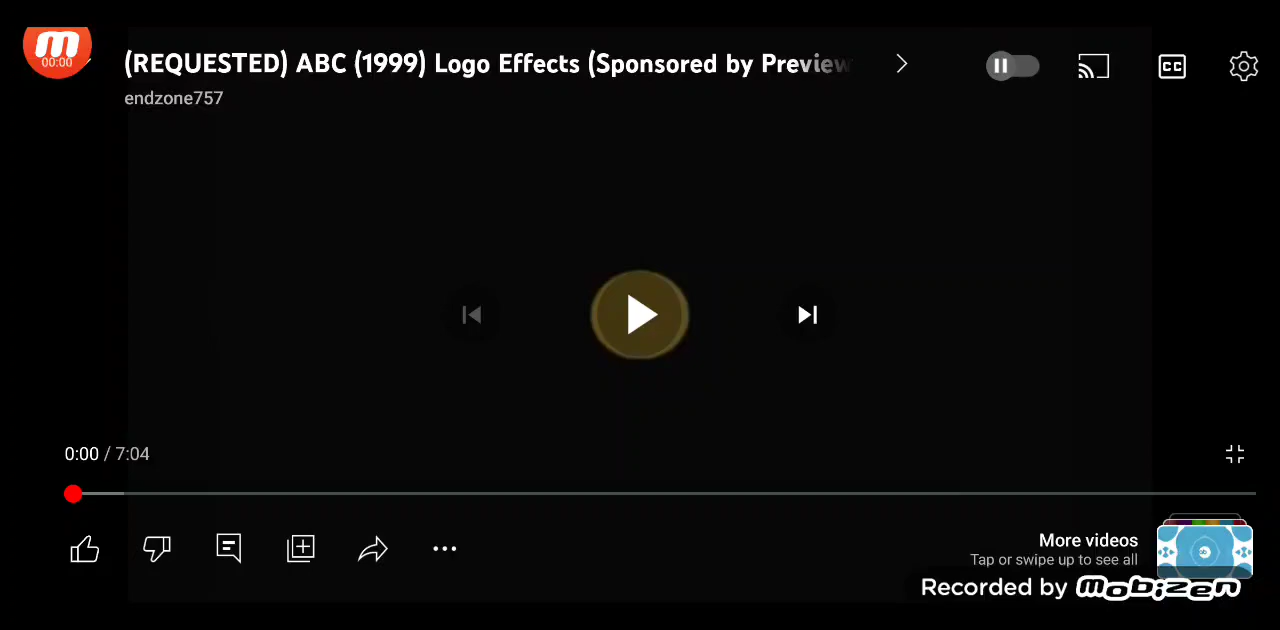 00:00
(REQUESTED) ABC (1999) Logo Effects (Sponsored by Preview
endzone757
CC
0:00 / 7:04
More videos
Tap or swipe up to see all
Recorded by mobizen